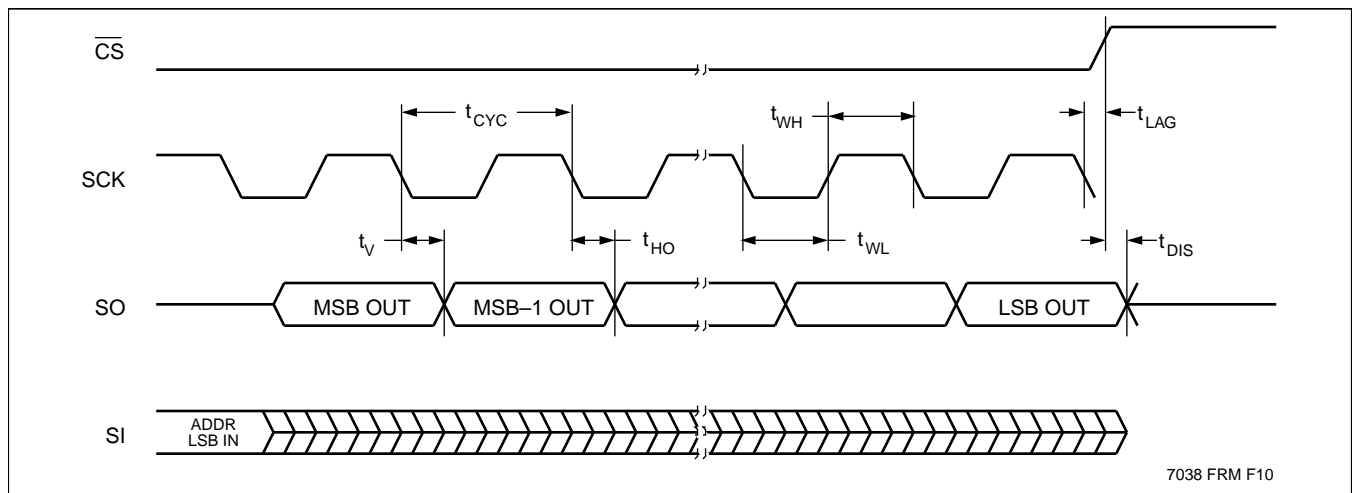 CS
tCYC
tWH
tLAG
SCK
tV
tHO
tWL
tDIS
SO
MSB OUT
MSB–1 OUT
LSB OUT
SI
ADDR
LSB IN
7038 FRM F10